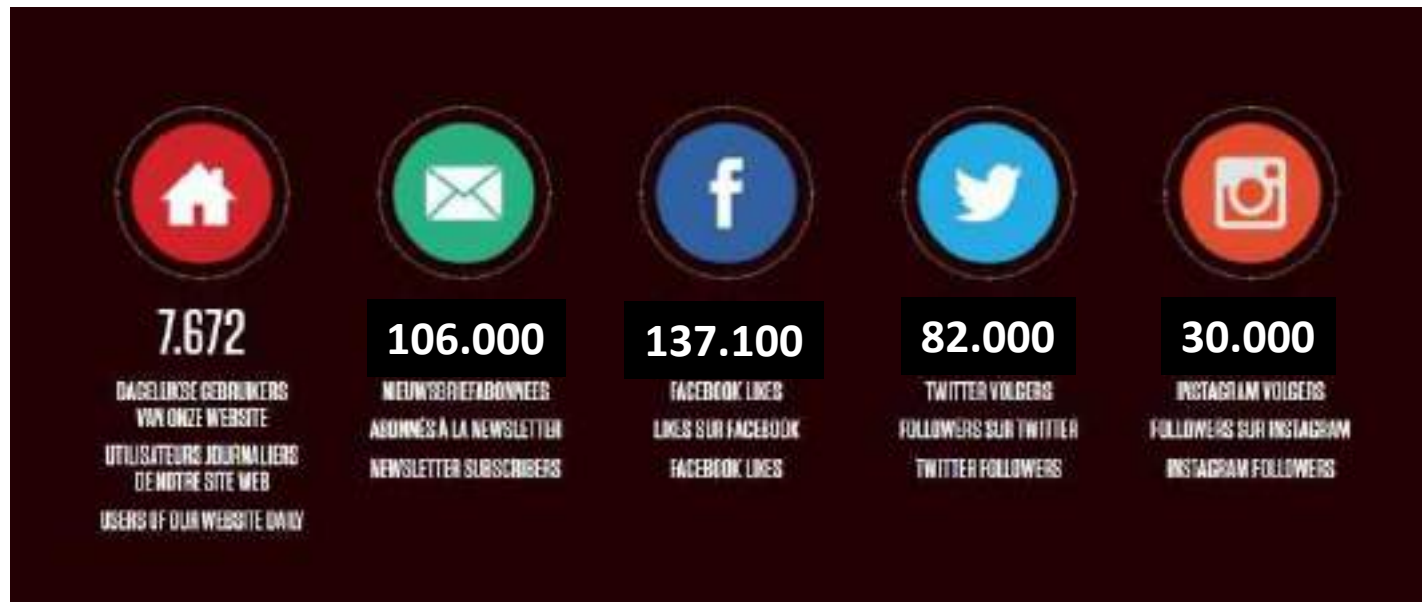 7.672
DAGELIJKSE GEBRUIKERS
VAN ONZE WEBSITE
UTILISATEURS JOURNALIERS
DE NOTRE SITE WEB
USERS OF OUR WEBSITE DAILY
106.000
NIEUWSBRIEFABONNEES
ABONNÉS À LA NEWSLETTER
NEWSLETTER SUBSCRIBERS
137.100
FACEBOOK LIKES
LIKES SUR FACEBOOK
FACEBOOK LIKES
82.000
TWITTER VOLGERS
FOLLOWERS SUR TWITTER
TWITTER FOLLOWERS
30.000
INSTAGRAM VOLGERS
FOLLOWERS SUR INSTAGRAM
INSTAGRAM FOLLOWERS